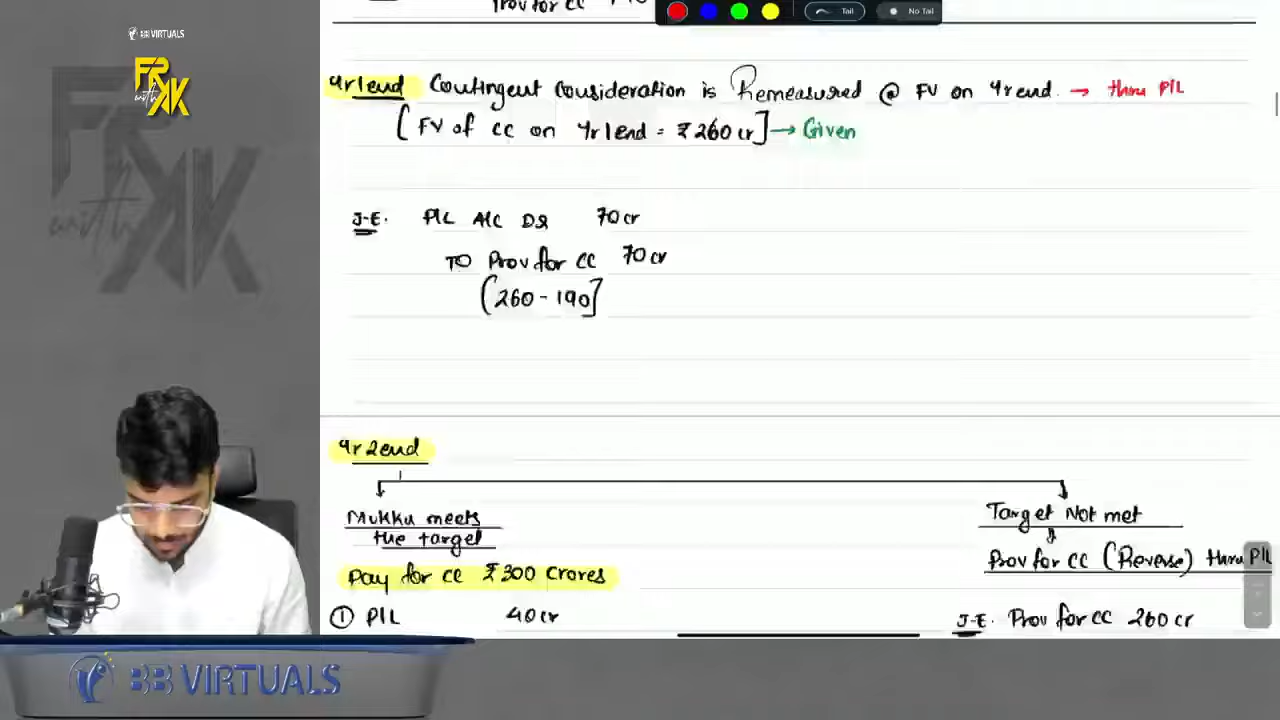 Prov for CC
Tail
No Tail
BB VIRTUALS
FR
with AK
Yr1end Contingent Consideration is Remeasured @ FV on Yr end. → thru P/L
[FV of CC on Yr1end = ₹260 cr] → Given
J.E. P/L A/C DR 70 cr
TO Prov for CC 70 cr
(260 - 190]
Yr2end
Mukku meets
the target
Target Not met
Prov for CC (Reverse) thru P/L
Pay for CC ₹300 Crores
① P/L 40 cr
J.E. Prov for CC 260 cr
BB VIRTUALS